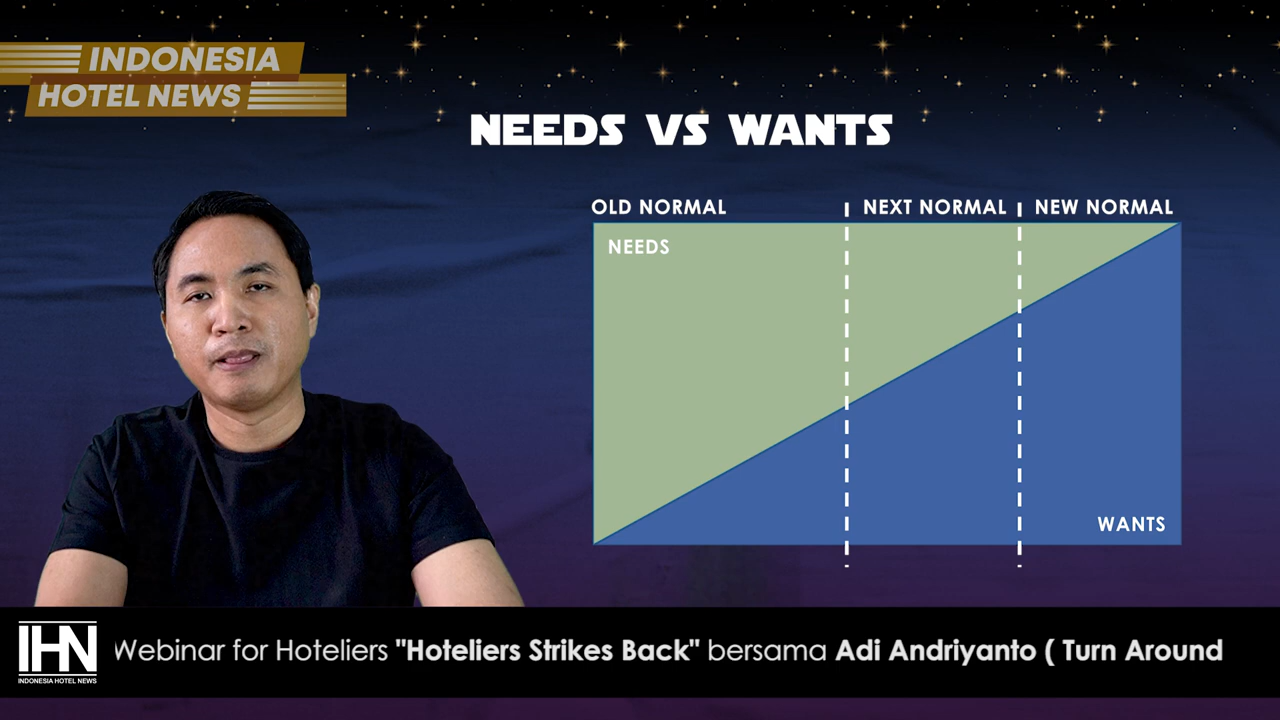 INDONESIA
HOTEL NEWS
NEEDS VS WANTS
OLD NORMAL
NEXT NORMAL
NEW NORMAL
NEEDS
WANTS
IHN
INDONESIA HOTEL NEWS
Webinar for Hoteliers "Hoteliers Strikes Back" bersama Adi Andriyanto ( Turn Around